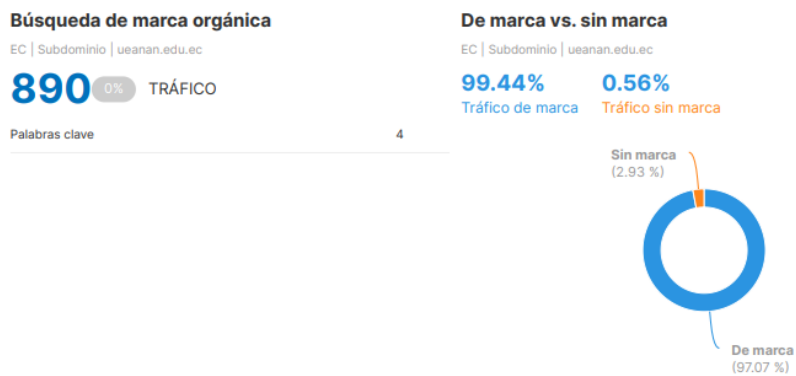 Búsqueda de marca orgánica
EC | Subdominio | ueanan.edu.ec
890 0% TRÁFICO
Palabras clave 4
De marca vs. sin marca
EC | Subdominio | ueanan.edu.ec
99.44% 0.56%
Tráfico de marca Tráfico sin marca
Sin marca
(2.93 %)
De marca
(97.07 %)